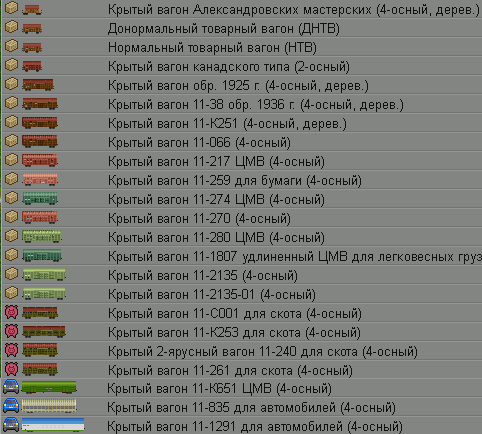 Крытый вагон Александровских мастерских (4-осный, дерев.)
Донормальный товарный вагон (ДНТВ)
Нормальный товарный вагон (НТВ)
Крытый вагон канадского типа (2-осный)
Крытый вагон обр. 1925 г. (4-осный, дерев.)
Крытый вагон 11-38 обр. 1936 г. (4-осный, дерев.)
Крытый вагон 11-К251 (4-осный, дерев.)
Крытый вагон 11-066 (4-осный)
Крытый вагон 11-217 ЦМВ (4-осный)
Крытый вагон 11-259 для бумаги (4-осный)
Крытый вагон 11-274 ЦМВ (4-осный)
Крытый вагон 11-270 (4-осный)
Крытый вагон 11-280 ЦМВ (4-осный)
Крытый вагон 11-1807 удлиненный ЦМВ для легковесных груз
Крытый вагон 11-2135 (4-осный)
Крытый вагон 11-2135-01 (4-осный)
Крытый вагон 11-С001 для скота (4-осный)
Крытый вагон 11-К253 для скота (4-осный)
Крытый 2-ярусный вагон 11-240 для скота (4-осный)
Крытый вагон 11-261 для скота (4-осный)
Крытый вагон 11-К651 ЦМВ (4-осный)
Крытый вагон 11-835 для автомобилей (4-осный)
Крытый вагон 11-1291 для автомобилей (4-осный)